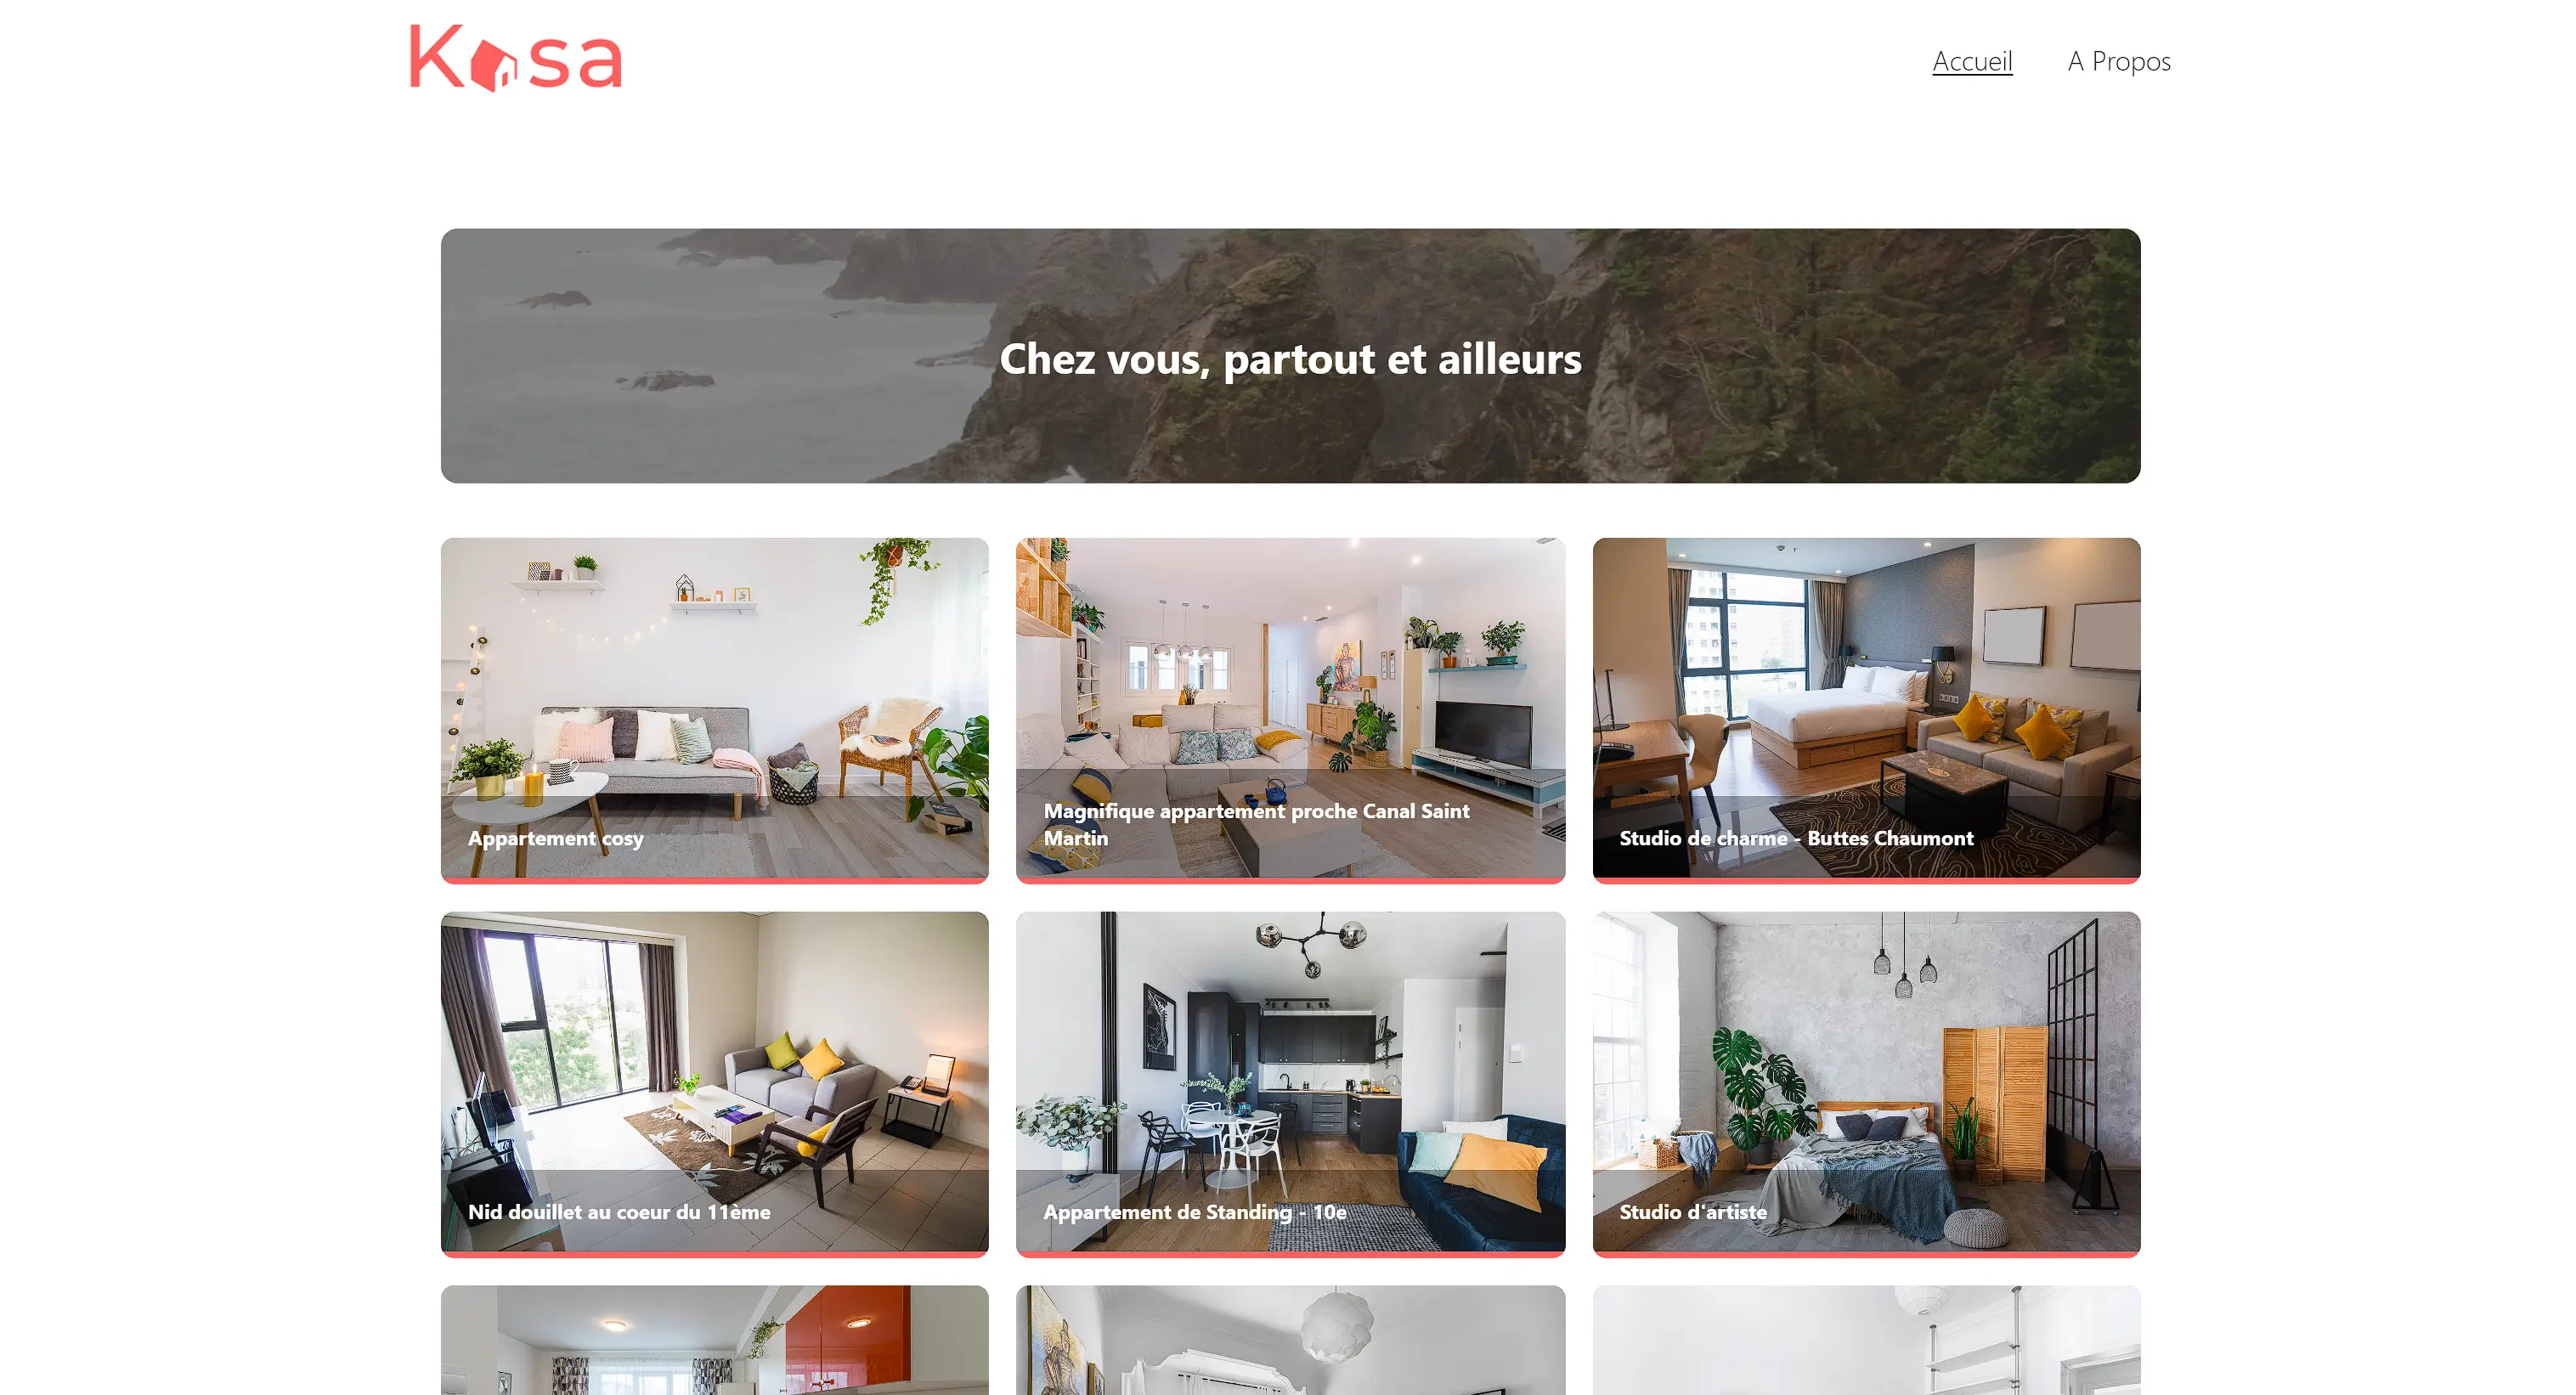 Kasa
Accueil
A Propos
Chez vous, partout et ailleurs
Appartement cosy
Magnifique appartement proche Canal Saint
Martin
Studio de charme - Buttes Chaumont
Nid douillet au coeur du 11ème
Appartement de Standing - 10e
Studio d'artiste